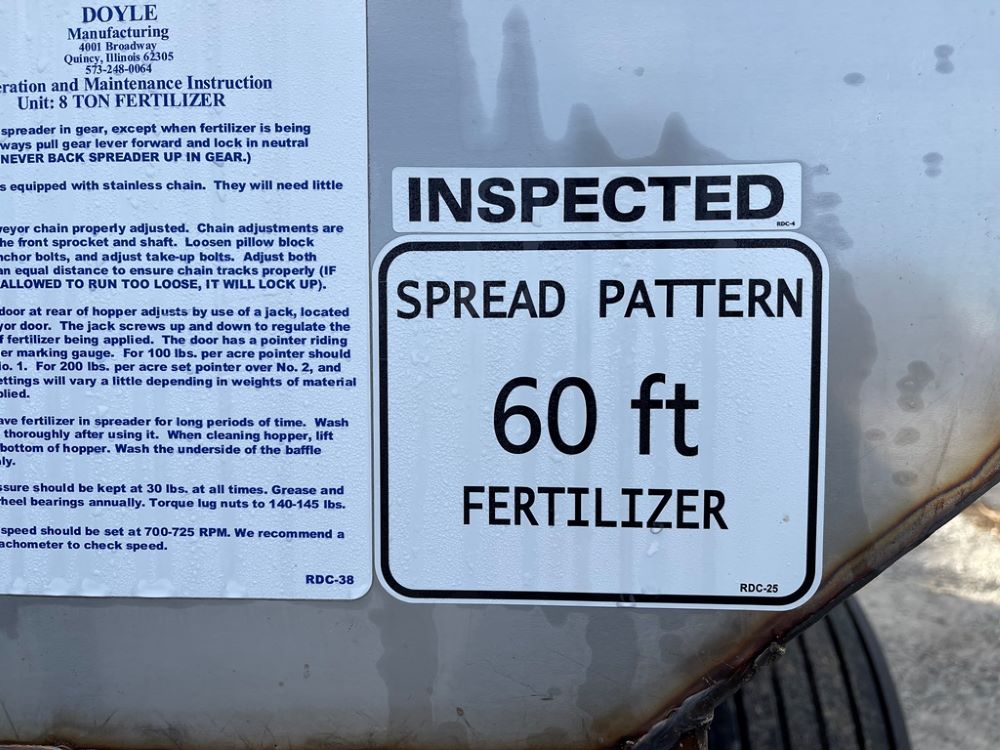 DOYLE
Manufacturing
4001 Broadway
Quincy, Illinois 62305
573-248-0064
eration and Maintenance Instruction
Unit: 8 TON FERTILIZER
spreader in gear, except when fertilizer is being
ways pull gear lever forward and lock in neutral
NEVER BACK SPREADER UP IN GEAR.)
s equipped with stainless chain. They will need little
veyor chain properly adjusted. Chain adjustments are
he front sprocket and shaft. Loosen pillow block
nchor bolts, and adjust take-up bolts. Adjust both
an equal distance to ensure chain tracks properly (IF
ALLOWED TO RUN TOO LOOSE, IT WILL LOCK UP).
door at rear of hopper adjusts by use of a jack, located
yor door. The jack screws up and down to regulate the
f fertilizer being applied. The door has a pointer riding
er marking gauge. For 100 lbs. per acre pointer should
No. 1. For 200 lbs. per acre set pointer over No. 2, and
ettings will vary a little depending in weights of material
plied.
ave fertilizer in spreader for long periods of time. Wash
thoroughly after using it. When cleaning hopper, lift
bottom of hopper. Wash the underside of the baffle
ly.
ssure should be kept at 30 lbs. at all times. Grease and
heel bearings annually. Torque lug nuts to 140-145 lbs.
speed should be set at 700-725 RPM. We recommend a
achometer to check speed.
RDC-38
INSPECTED
RDC-4
SPREAD PATTERN
60 ft
FERTILIZER
RDC-25